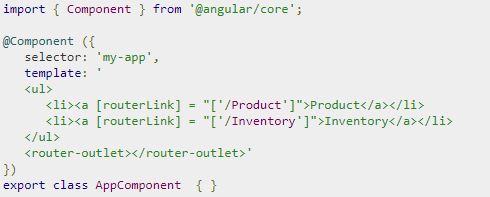 import { Component } from '@angular/core';
@Component ({
selector: 'my-app',
template: '
<ul>
<li><a [routerLink] = "['/Product']">Product</a></li>
<li><a [routerLink] = "['/Inventory']">Inventory</a></li>
</ul>
<router-outlet></router-outlet>'
})
export class AppComponent  { }